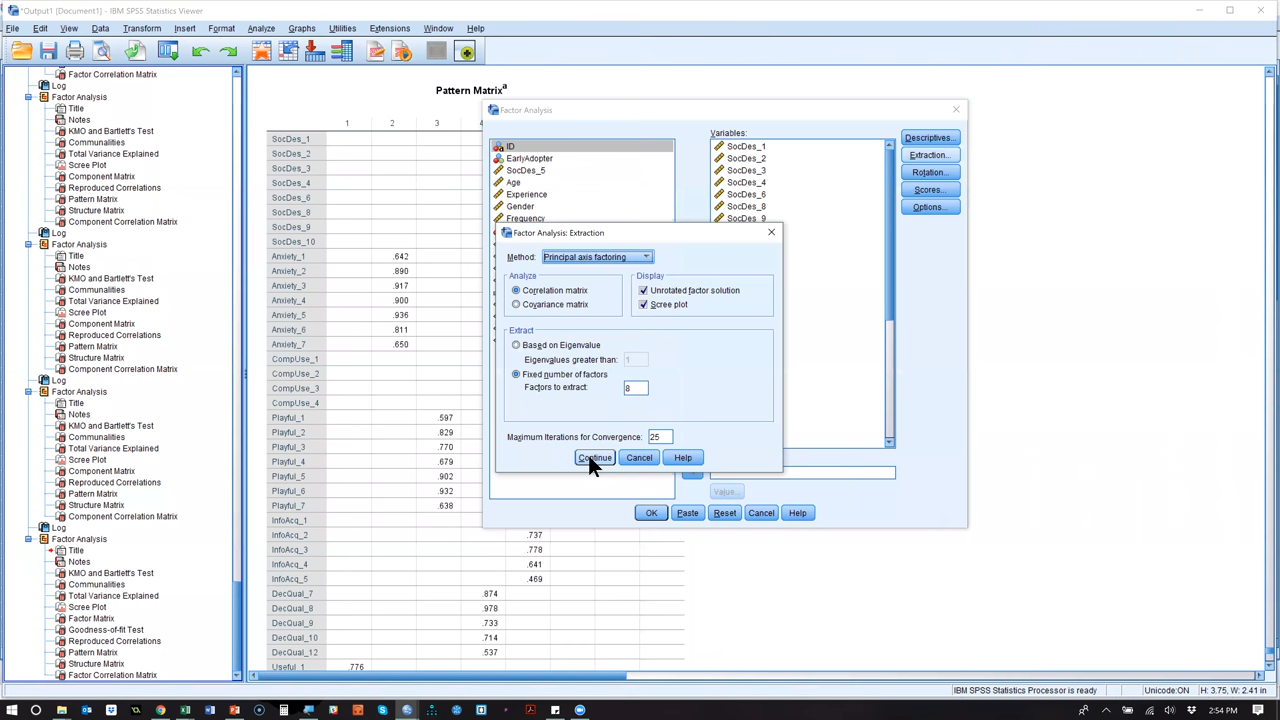 *Output1 [Document1] - IBM SPSS Statistics Viewer
File Edit View Data Transform Insert Format Analyze Graphs Utilities Extensions Window Help
Factor Correlation Matrix
Log
Factor Analysis
Title
Notes
KMO and Bartlett's Test
Communalities
Total Variance Explained
Scree Plot
Component Matrix
Reproduced Correlations
Pattern Matrix
Structure Matrix
Component Correlation Matrix
Log
Factor Analysis
Title
Notes
KMO and Bartlett's Test
Communalities
Total Variance Explained
Scree Plot
Component Matrix
Reproduced Correlations
Pattern Matrix
Structure Matrix
Component Correlation Matrix
Log
Factor Analysis
Title
Notes
KMO and Bartlett's Test
Communalities
Total Variance Explained
Scree Plot
Component Matrix
Reproduced Correlations
Pattern Matrix
Structure Matrix
Component Correlation Matrix
Log
Factor Analysis
Title
Notes
KMO and Bartlett's Test
Communalities
Total Variance Explained
Scree Plot
Factor Matrix
Goodness-of-fit Test
Reproduced Correlations
Pattern Matrix
Structure Matrix
Factor Correlation Matrix
Pattern Matrixa
1 2 3 4
SocDes_1
SocDes_2
SocDes_3
SocDes_4
SocDes_6
SocDes_8
SocDes_9
SocDes_10
Anxiety_1 .642
Anxiety_2 .890
Anxiety_3 .917
Anxiety_4 .900
Anxiety_5 .936
Anxiety_6 .811
Anxiety_7 .650
CompUse_1
CompUse_2
CompUse_3
CompUse_4
Playful_1 .597
Playful_2 .829
Playful_3 .770
Playful_4 .679
Playful_5 .902
Playful_6 .932
Playful_7 .638
InfoAcq_1
InfoAcq_2 .737
InfoAcq_3 .778
InfoAcq_4 .641
InfoAcq_5 .469
DecQual_7 .874
DecQual_8 .978
DecQual_9 .733
DecQual_10 .714
DecQual_12 .537
Useful_1 .776
Factor Analysis
ID
EarlyAdopter
SocDes_5
Age
Experience
Gender
Frequency
Variables:
SocDes_1
SocDes_2
SocDes_3
SocDes_4
SocDes_6
SocDes_8
SocDes_9
Descriptives...
Extraction...
Rotation...
Scores...
Options...
Value...
OK Paste Reset Cancel Help
Factor Analysis: Extraction
Method: Principal axis factoring
Analyze
Correlation matrix
Covariance matrix
Display
Unrotated factor solution
Scree plot
Extract
Based on Eigenvalue
Eigenvalues greater than: 1
Fixed number of factors
Factors to extract: 8
Maximum Iterations for Convergence: 25
Continue Cancel Help
IBM SPSS Statistics Processor is ready Unicode:ON H: 3.75, W: 2.41 in
2:54 PM